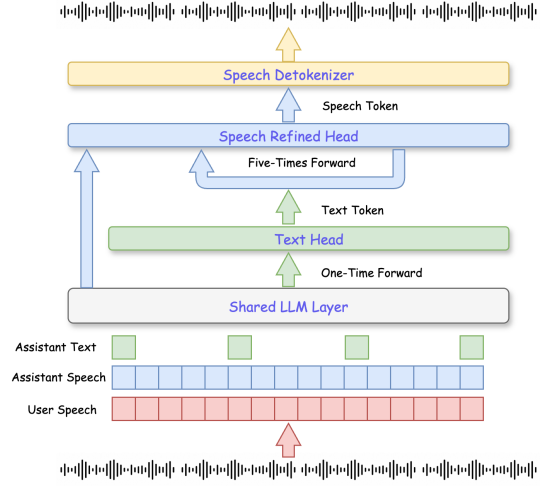 Speech Detokenizer
Speech Token
Speech Refined Head
Five-Times Forward
Text Token
Text Head
One-Time Forward
Shared LLM Layer
Assistant Text
Assistant Speech
User Speech